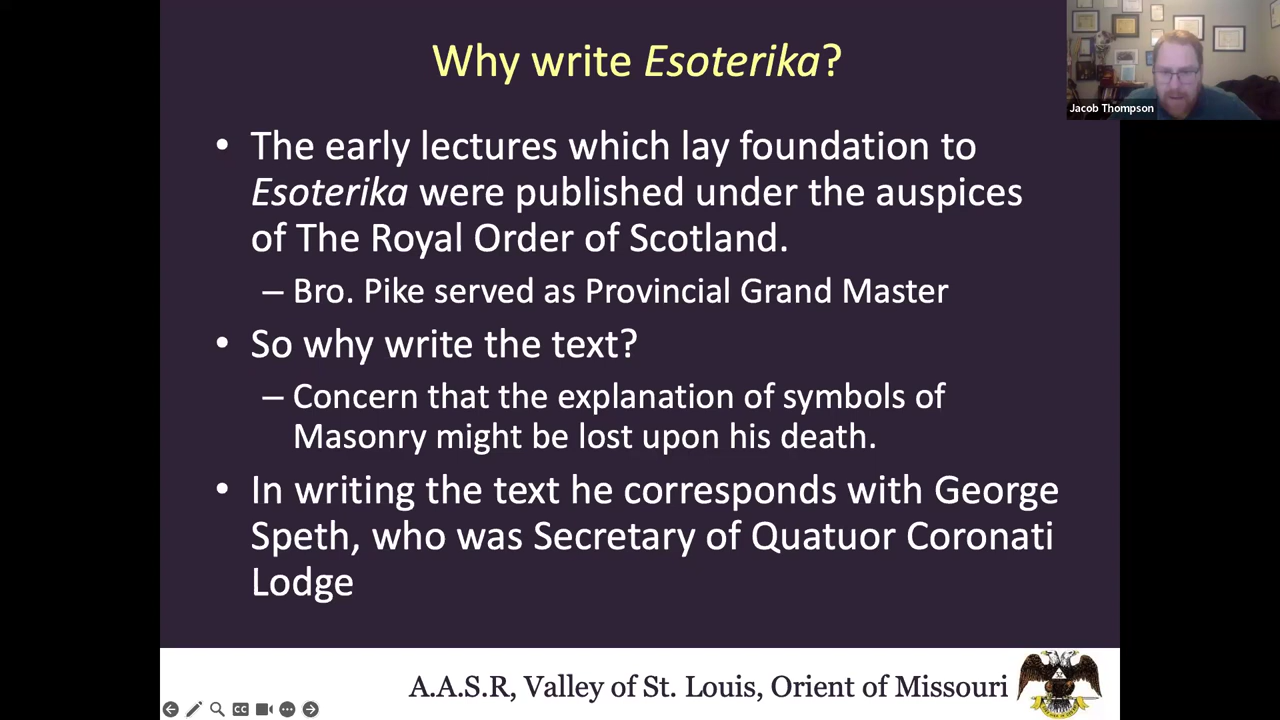 Why write Esoterika?
Jacob Thompson
• The early lectures which lay foundation to
Esoterika were published under the auspices
of The Royal Order of Scotland.
– Bro. Pike served as Provincial Grand Master
• So why write the text?
– Concern that the explanation of symbols of
Masonry might be lost upon his death.
• In writing the text he corresponds with George
Speth, who was Secretary of Quatuor Coronati
Lodge
A.A.S.R, Valley of St. Louis, Orient of Missouri
CC